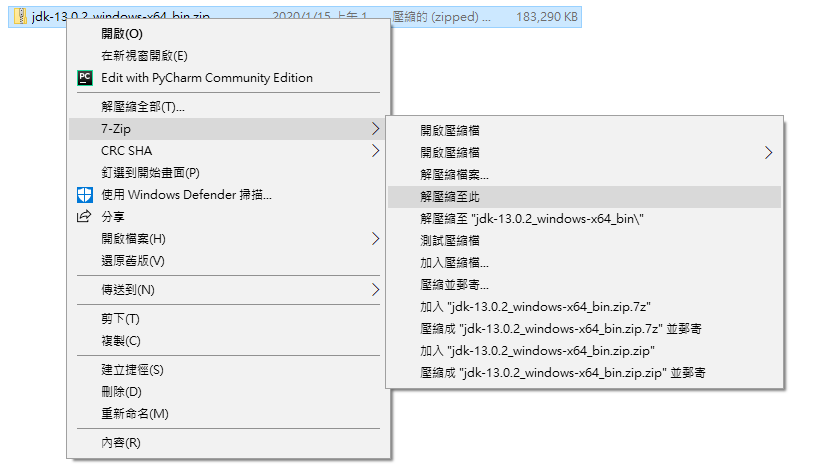 jdk-13.0.2_windows-x64_bin.zip 2020/1/15 上午 1... 壓縮的 (zipped) ... 183,290 KB
開啟(O)
在新視窗開啟(E)
Edit with PyCharm Community Edition
解壓縮全部(T)...
7-Zip
CRC SHA
釘選到開始畫面(P)
使用 Windows Defender 掃描...
分享
開啟檔案(H)
還原舊版(V)
傳送到(N)
剪下(T)
複製(C)
建立捷徑(S)
刪除(D)
重新命名(M)
內容(R)
開啟壓縮檔
開啟壓縮檔
解壓縮檔案...
解壓縮至此
解壓縮至 "jdk-13.0.2_windows-x64_bin\"
測試壓縮檔
加入壓縮檔...
壓縮並郵寄...
加入 "jdk-13.0.2_windows-x64_bin.zip.7z"
壓縮成 "jdk-13.0.2_windows-x64_bin.zip.7z" 並郵寄
加入 "jdk-13.0.2_windows-x64_bin.zip.zip"
壓縮成 "jdk-13.0.2_windows-x64_bin.zip.zip" 並郵寄